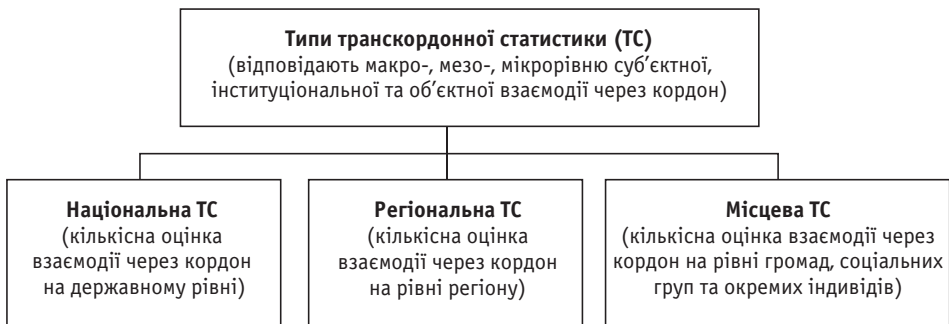 Типи транскордонної статистики (ТС)
(відповідають макро-, мезо-, мікрорівню суб’єктної,
інституціональної та об’єктної взаємодії через кордон)
Національна ТС
(кількісна оцінка
взаємодії через кордон
на державному рівні)
Регіональна ТС
(кількісна оцінка
взаємодії через кордон
на рівні регіону)
Місцева ТС
(кількісна оцінка взаємодії через
кордон на рівні громад, соціальних
груп та окремих індивідів)